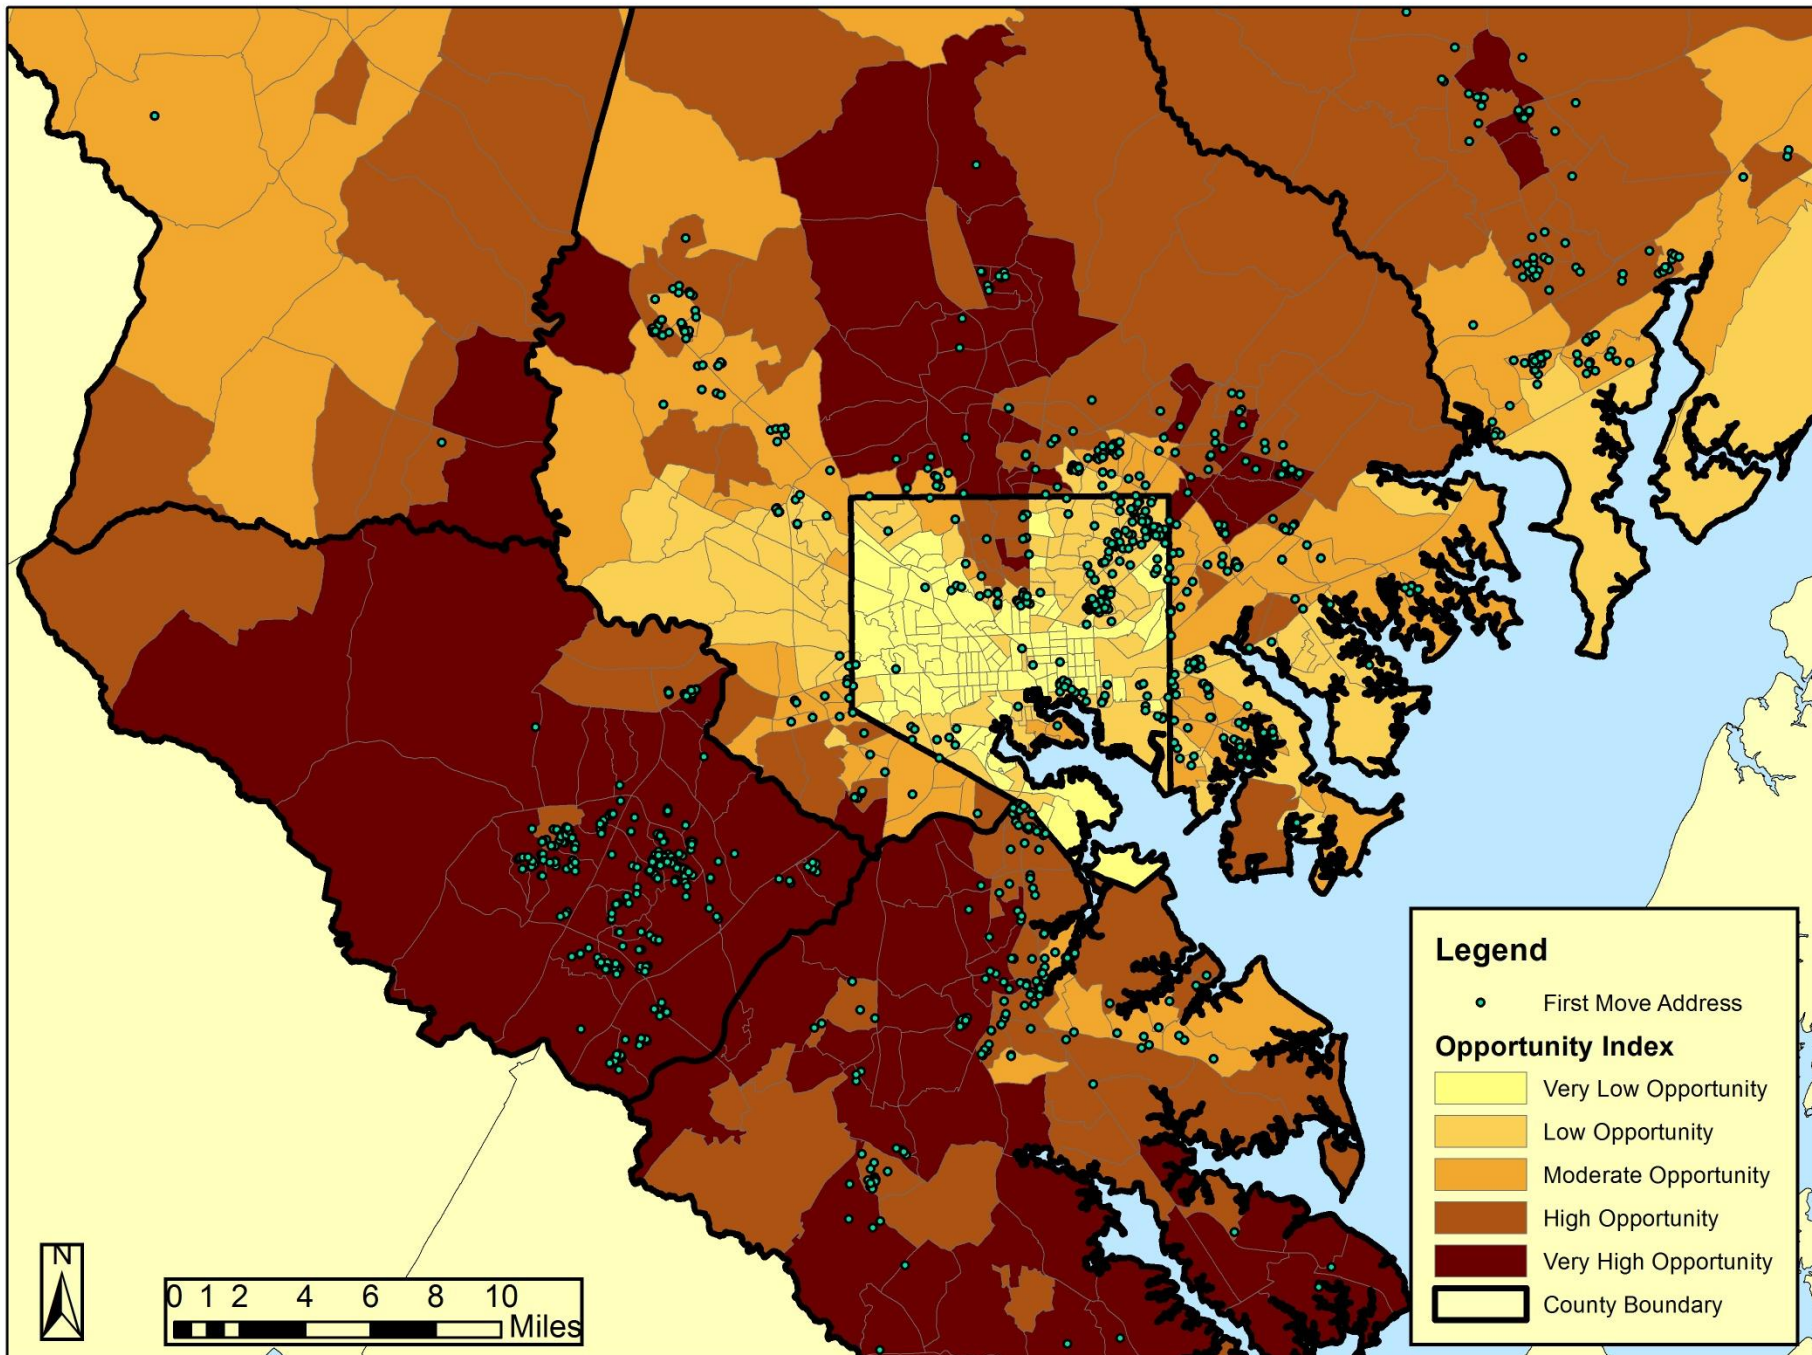 Legend
First Move Address
Opportunity Index
Very Low Opportunity
Low Opportunity
Moderate Opportunity
High Opportunity
Very High Opportunity
County Boundary
N
0 1 2 4 6 8 10
Miles